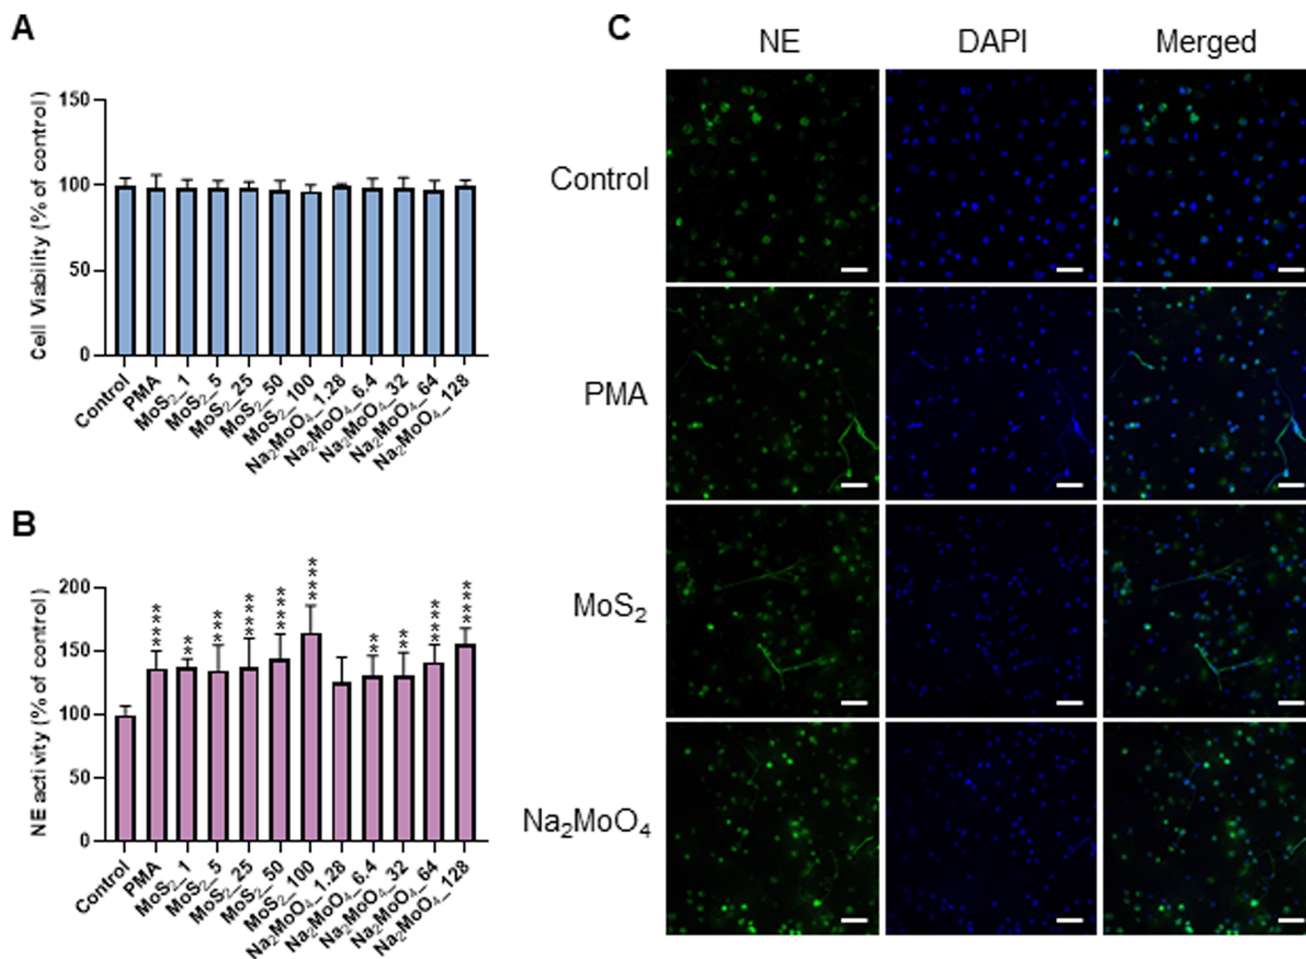 A
Cell Viability (% of control)
150
100
50
0
Control
PMA
MoS₂_1
MoS₂_5
MoS₂_25
MoS₂_50
MoS₂_100
Na₂MoO₄_1.28
Na₂MoO₄_6.4
Na₂MoO₄_32
Na₂MoO₄_64
Na₂MoO₄_128
B
NE activity (% of control)
200
150
100
50
0
*****
**
***
****
****
*****
**
**
****
****
Control
PMA
MoS₂_1
MoS₂_5
MoS₂_25
MoS₂_50
MoS₂_100
Na₂MoO₄_1.28
Na₂MoO₄_6.4
Na₂MoO₄_32
Na₂MoO₄_64
Na₂MoO₄_128
C
NE DAPI Merged
Control
PMA
MoS₂
Na₂MoO₄